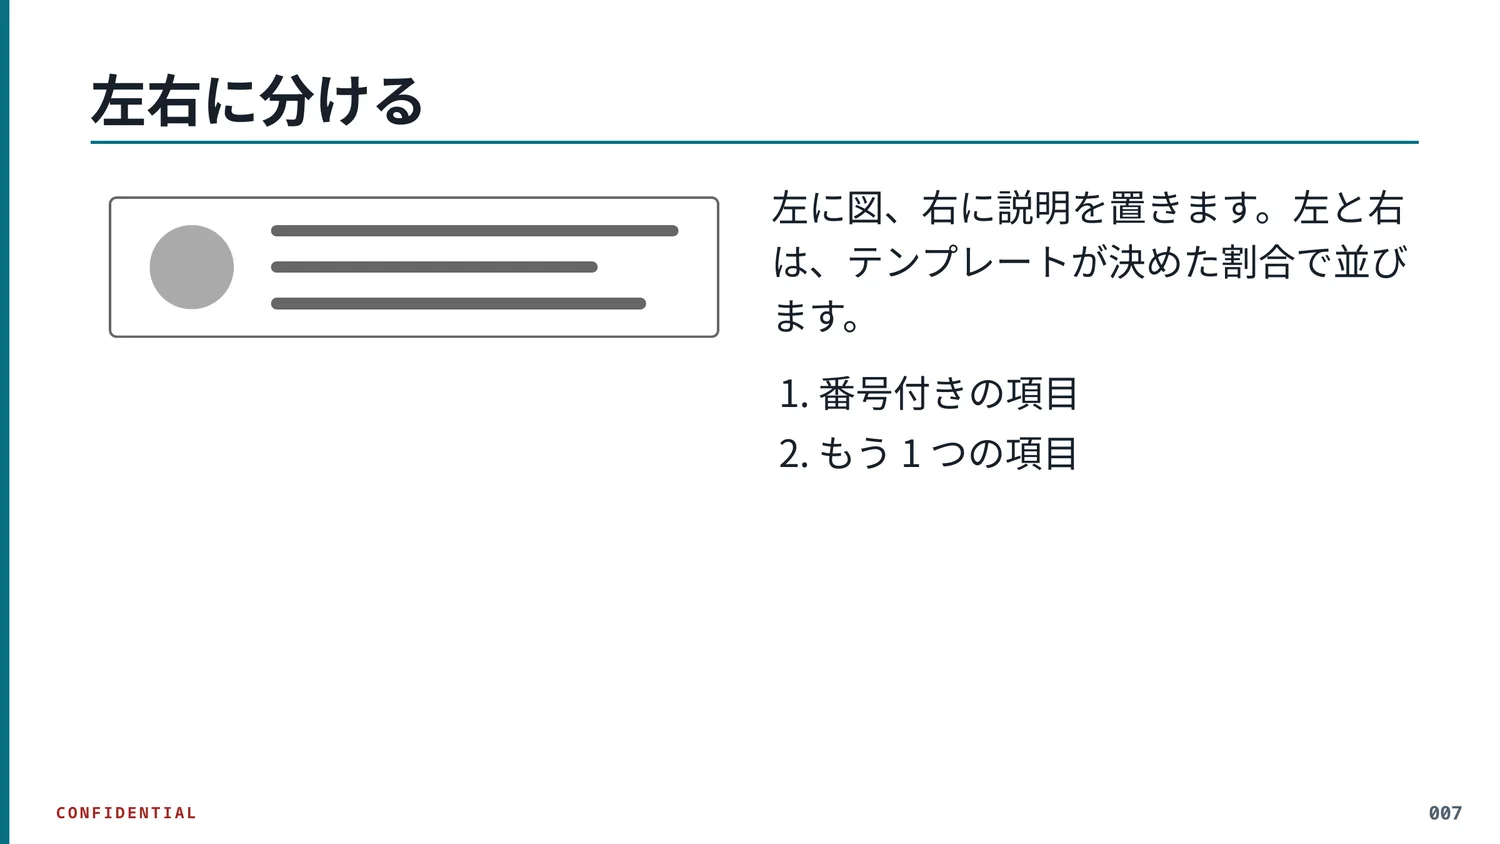 左右に分ける
左に図、右に説明を置きます。左と右
は、テンプレートが決めた割合で並び
ます。
1. 番号付きの項目
2. もう 1 つの項目
CONFIDENTIAL
007